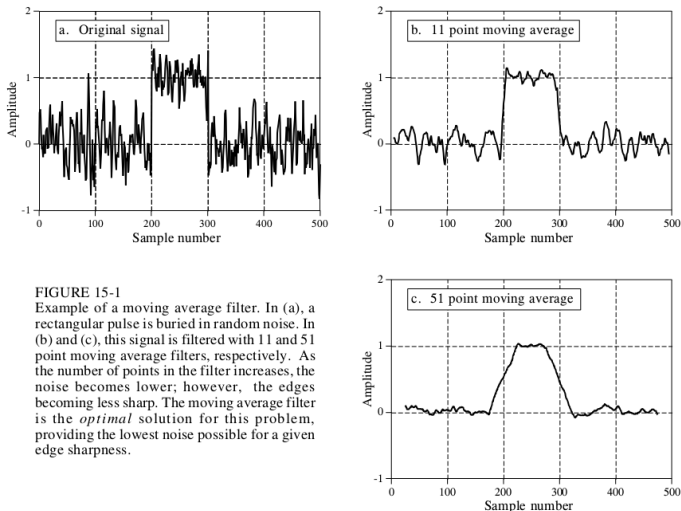 2
1
0
-1
Amplitude
a. Original signal
0 100 200 300 400 500
Sample number
2
1
0
-1
Amplitude
b. 11 point moving average
0 100 200 300 400 500
Sample number
FIGURE 15-1
Example of a moving average filter. In (a), a
rectangular pulse is buried in random noise. In
(b) and (c), this signal is filtered with 11 and 51
point moving average filters, respectively. As
the number of points in the filter increases, the
noise becomes lower; however, the edges
becoming less sharp. The moving average filter
is the optimal solution for this problem,
providing the lowest noise possible for a given
edge sharpness.
2
1
0
-1
Amplitude
c. 51 point moving average
0 100 200 300 400 500
Sample number